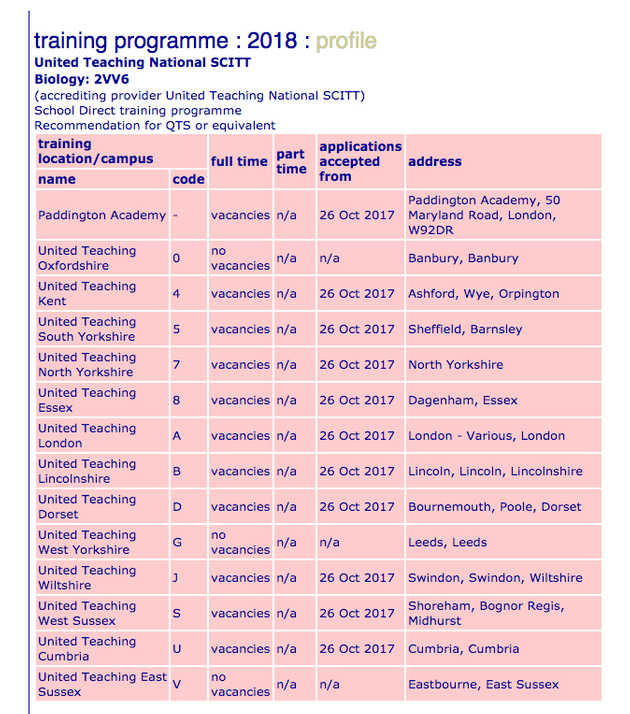 training programme : 2018 : profile
United Teaching National SCITT
Biology: 2VV6
(accrediting provider United Teaching National SCITT)
School Direct training programme
Recommendation for QTS or equivalent
training location/campus full time part time applications accepted from address
name code
Paddington Academy - vacancies n/a 26 Oct 2017 Paddington Academy, 50 Maryland Road, London, W92DR
United Teaching Oxfordshire 0 no vacancies n/a n/a Banbury, Banbury
United Teaching Kent 4 vacancies n/a 26 Oct 2017 Ashford, Wye, Orpington
United Teaching South Yorkshire 5 vacancies n/a 26 Oct 2017 Sheffield, Barnsley
United Teaching North Yorkshire 7 vacancies n/a 26 Oct 2017 North Yorkshire
United Teaching Essex 8 vacancies n/a 26 Oct 2017 Dagenham, Essex
United Teaching London A vacancies n/a 26 Oct 2017 London - Various, London
United Teaching Lincolnshire B vacancies n/a 26 Oct 2017 Lincoln, Lincoln, Lincolnshire
United Teaching Dorset D vacancies n/a 26 Oct 2017 Bournemouth, Poole, Dorset
United Teaching West Yorkshire G no vacancies n/a n/a Leeds, Leeds
United Teaching Wiltshire J vacancies n/a 26 Oct 2017 Swindon, Swindon, Wiltshire
United Teaching West Sussex S vacancies n/a 26 Oct 2017 Shoreham, Bognor Regis, Midhurst
United Teaching Cumbria U vacancies n/a 26 Oct 2017 Cumbria, Cumbria
United Teaching East Sussex V no vacancies n/a n/a Eastbourne, East Sussex